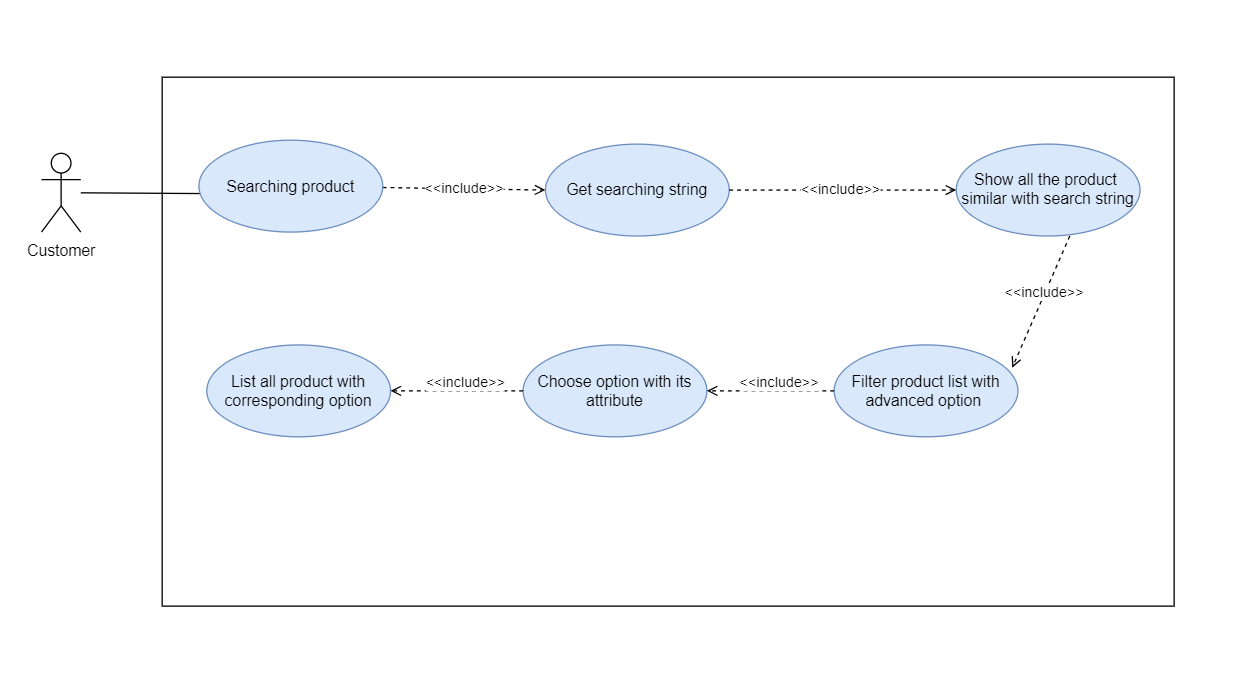 Customer
Searching product
<<include>>
Get searching string
<<include>>
Show all the product
similar with search string
<<include>>
Filter product list with
advanced option
<<include>>
Choose option with its
attribute
<<include>>
List all product with
corresponding option